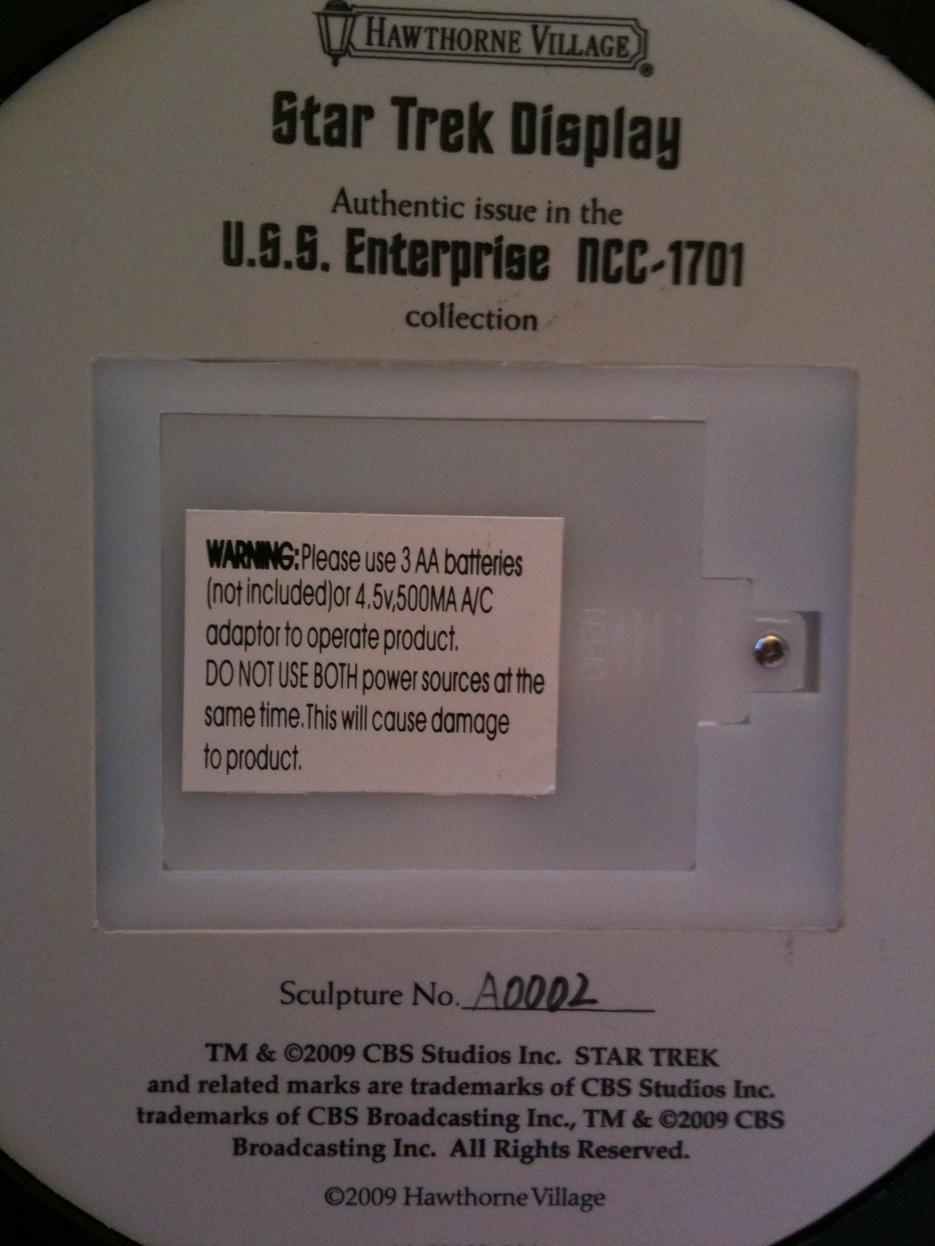 HAWTHORNE VILLAGE®
Star Trek Display
Authentic issue in the
U.S.S. Enterprise NCC-1701
collection
WARNING:Please use 3 AA batteries
(not included)or 4.5v,500MA A/C
adaptor to operate product.
DO NOT USE BOTH power sources at the
same time.This will cause damage
to product.
Sculpture No. A0002
TM & ©2009 CBS Studios Inc. STAR TREK
and related marks are trademarks of CBS Studios Inc.
trademarks of CBS Broadcasting Inc., TM & ©2009 CBS
Broadcasting Inc. All Rights Reserved.
©2009 Hawthorne Village